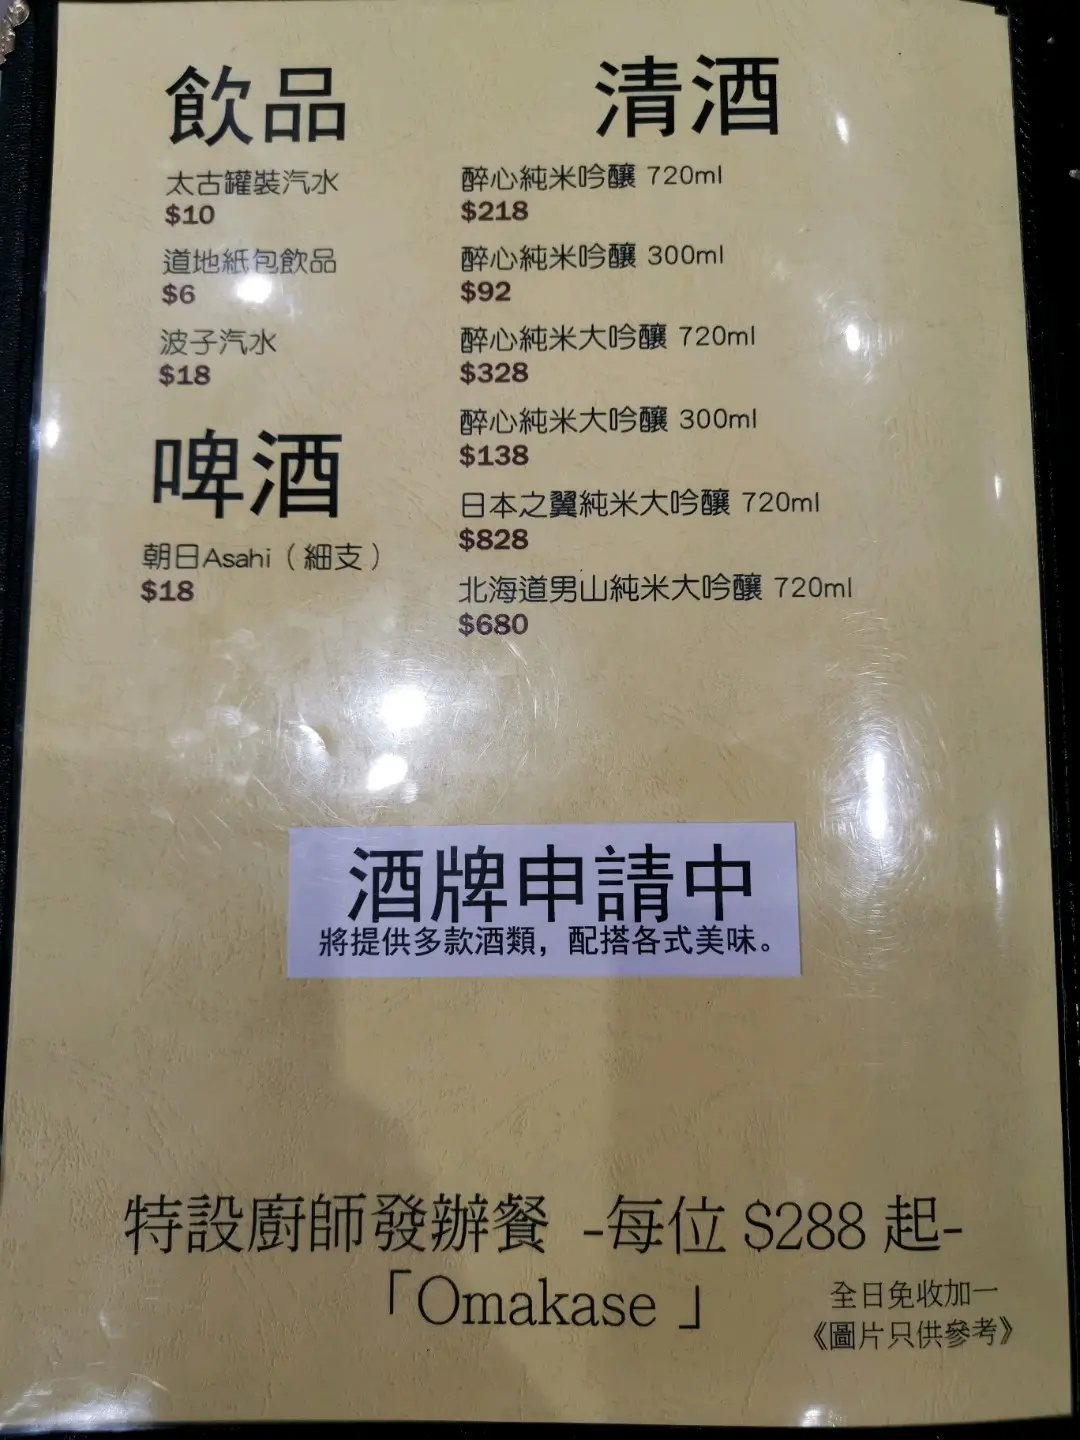 飲品
太古罐裝汽水
$10
道地紙包飲品
$6
波子汽水
$18
啤酒
朝日Asahi（細支）
$18
清酒
醉心純米吟釀 720ml
$218
醉心純米吟釀 300ml
$92
醉心純米大吟釀 720ml
$328
醉心純米大吟釀 300ml
$138
日本之翼純米大吟釀 720ml
$828
北海道男山純米大吟釀 720ml
$680
酒牌申請中
將提供多款酒類，配搭各式美味。
特設廚師發辦餐 -每位 $288 起-
「Omakase 」
全日免收加一
《圖片只供參考》